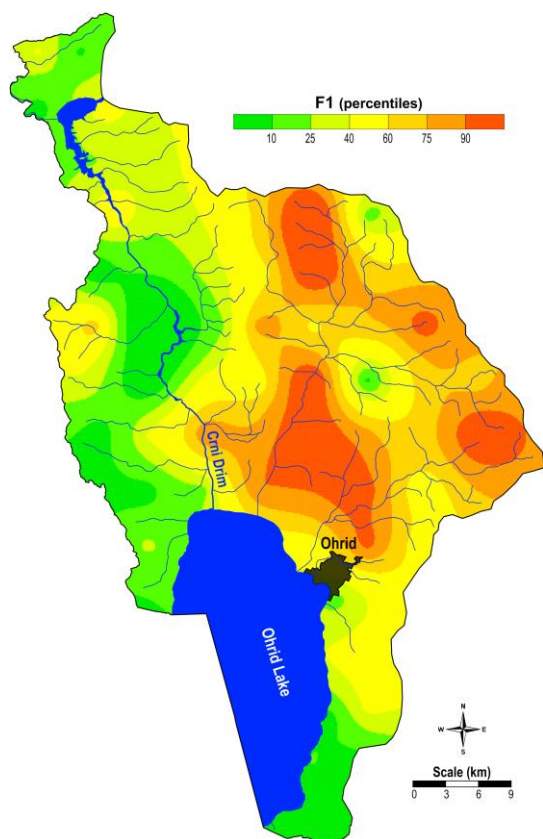 F1 (percentiles)
10 25 40 60 75 90
Crni Drim
Ohrid
Ohrid Lake
N
W E
S
Scale (km)
0 3 6 9